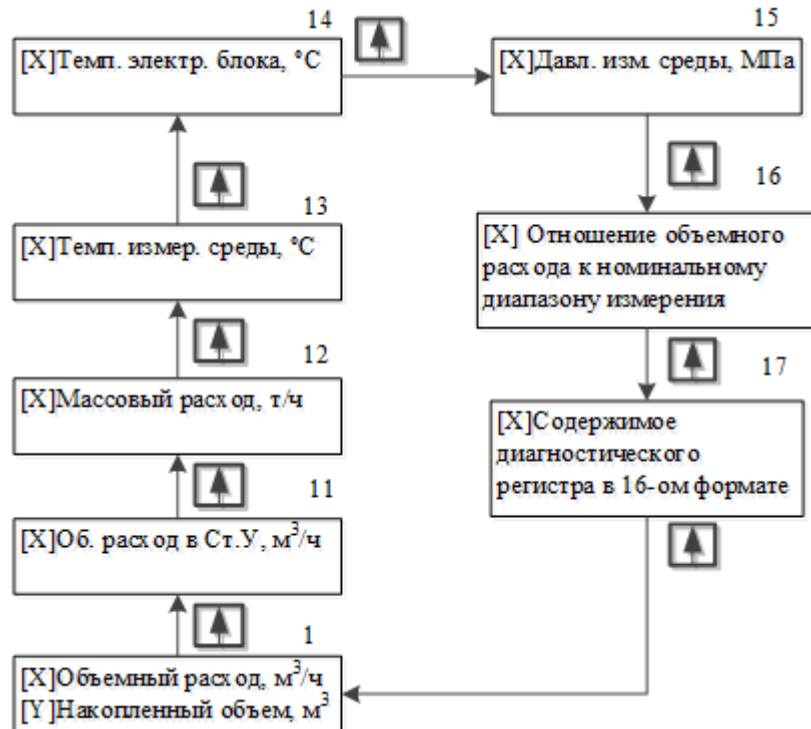 14
[X]Темп. электр. блока, °С
15
[X]Давл. изм. среды, МПа
13
[X]Темп. измер. среды, °С
16
[X] Отношение объемного
расхода к номинальному
диапазону измерения
12
[X]Массовый расход, т/ч
17
[X]Содержимое
диагностического
регистра в 16-ом формате
11
[X]Об. расход в Ст.У, м³/ч
1
[X]Объемный расход, м³/ч
[Y]Накопленный объем, м³